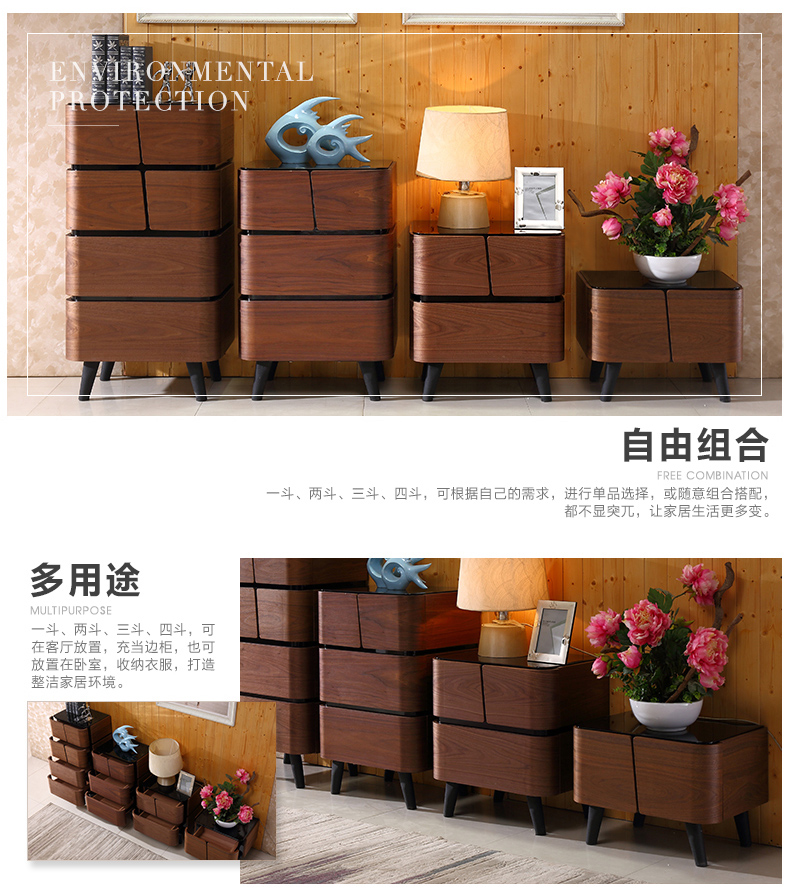 ENVIRONMENTAL
PROTECTION
自由组合
FREE COMBINATION
一斗、两斗、三斗、四斗，可根据自己的需求，进行单品选择，或随意组合搭配，
都不显突兀，让家居生活更多变。
多用途
MULTIPURPOSE
一斗、两斗、三斗、四斗，可
在客厅放置，充当边柜，也可
放置在卧室，收纳衣服，打造
整洁家居环境。